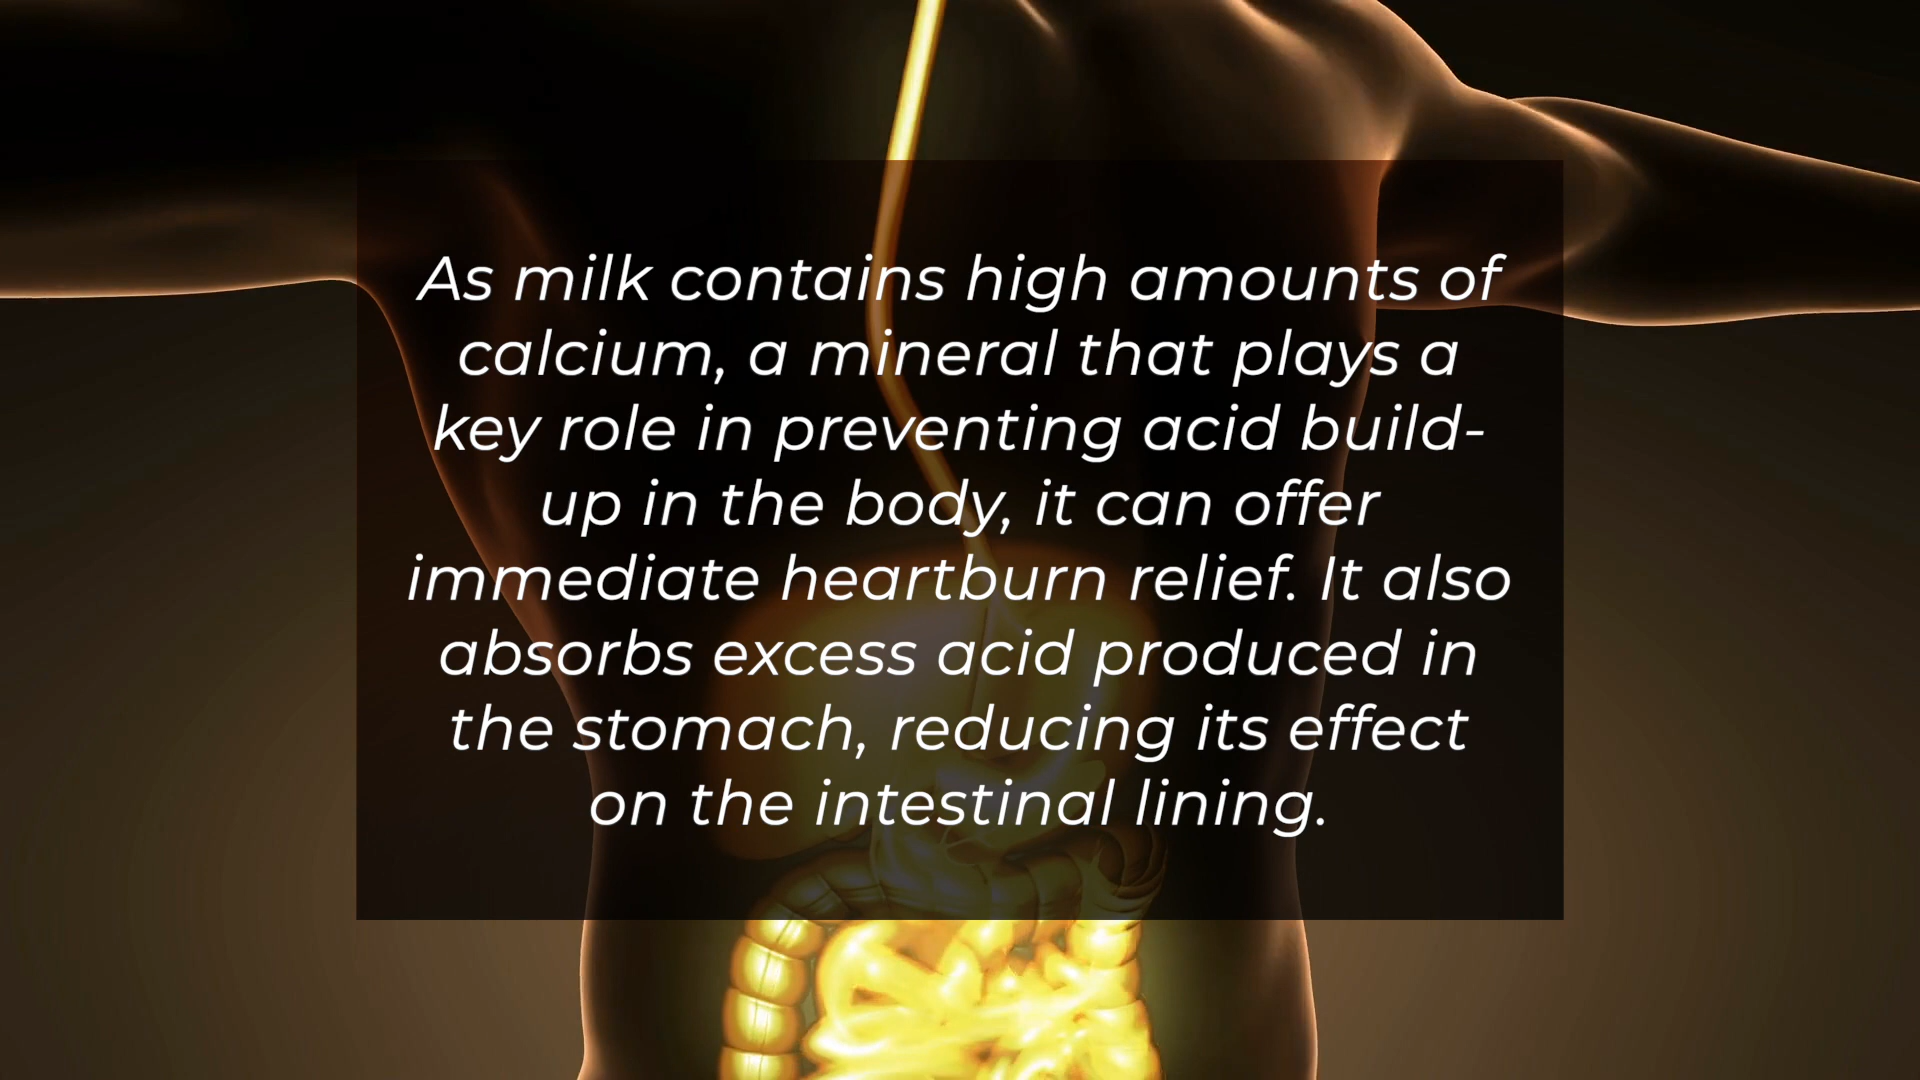 As milk contains high amounts of
calcium, a mineral that plays a
key role in preventing acid build-
up in the body, it can offer
immediate heartburn relief. It also
absorbs excess acid produced in
the stomach, reducing its effect
on the intestinal lining.